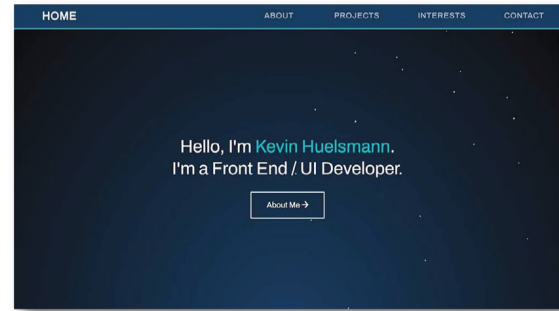 HOME ABOUT PROJECTS INTERESTS CONTACT
Hello, I'm Kevin Huelsmann.
I'm a Front End / UI Developer.
About Me →